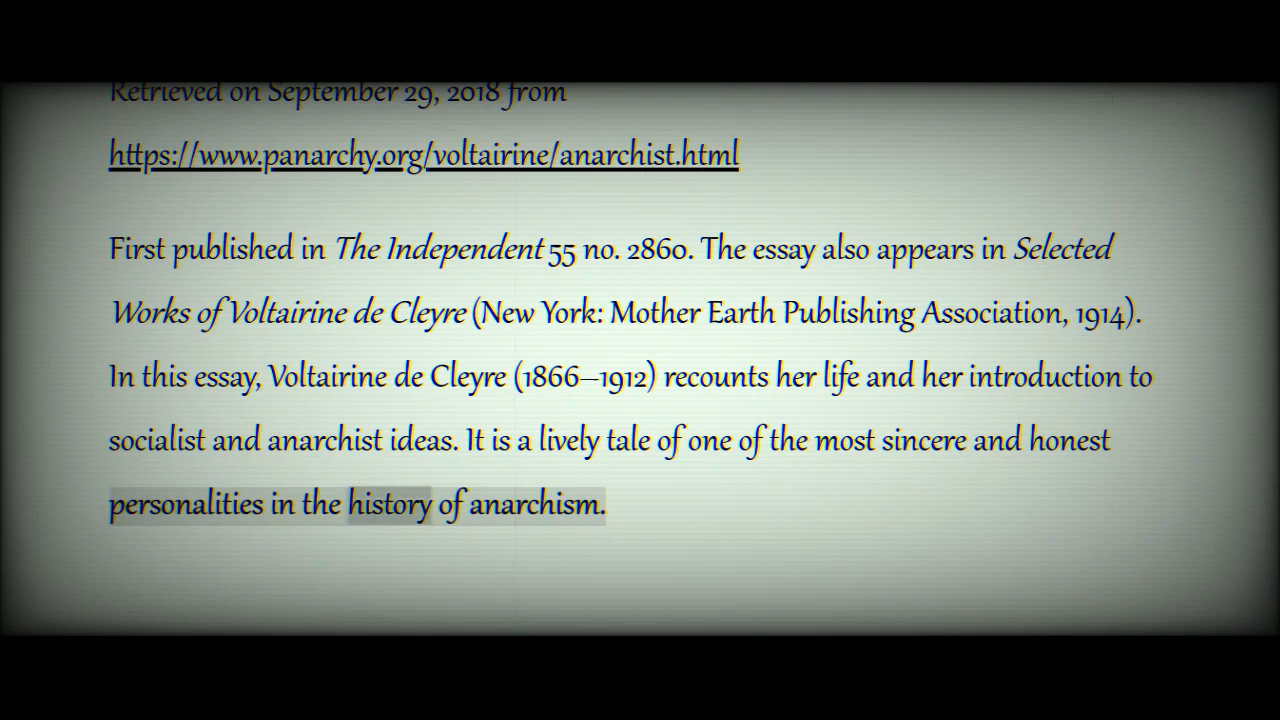 Retrieved on September 29, 2018 from
https://www.panarchy.org/voltairine/anarchist.html
First published in The Independent 55 no. 2860. The essay also appears in Selected
Works of Voltairine de Cleyre (New York: Mother Earth Publishing Association, 1914).
In this essay, Voltairine de Cleyre (1866–1912) recounts her life and her introduction to
socialist and anarchist ideas. It is a lively tale of one of the most sincere and honest
personalities in the history of anarchism.